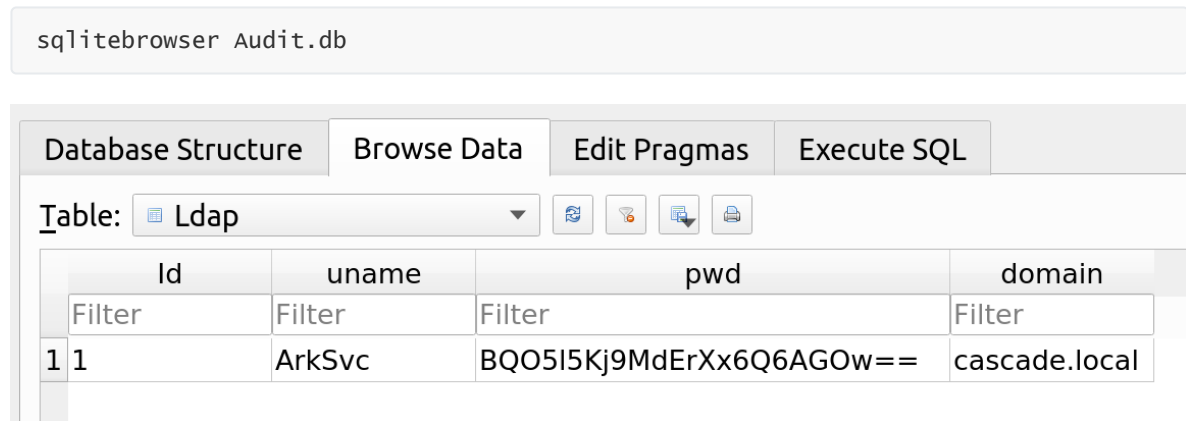 sqlitebrowser Audit.db
Database Structure Browse Data Edit Pragmas Execute SQL
Table: Ldap
Id uname pwd domain
Filter Filter Filter Filter
1 1 ArkSvc BQO5l5Kj9MdErXx6Q6AGOw== cascade.local